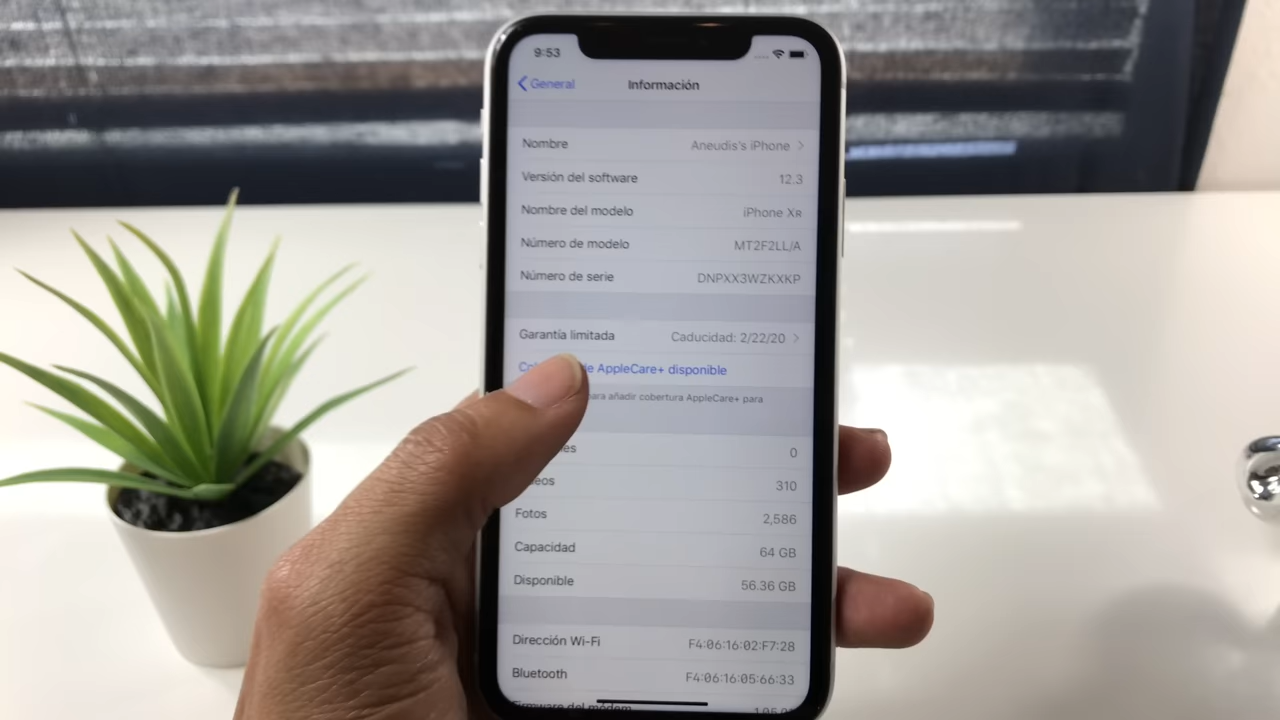 9:53
General
Información
Nombre Aneudis's iPhone
Versión del software 12.3
Nombre del modelo iPhone XR
Número de modelo MT2F2LL/A
Número de serie DNPXX3WZKXKP
Garantía limitada Caducidad: 2/22/20
AppleCare+ disponible
para añadir cobertura AppleCare+ para
0
310
Fotos 2,586
Capacidad 64 GB
Disponible 56.36 GB
Dirección Wi-Fi F4:06:16:02:F7:28
Bluetooth F4:06:16:05:66:33
Firmware del módem